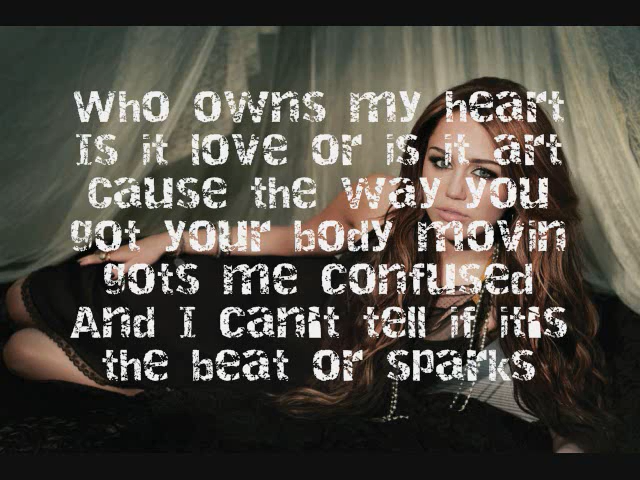 Who owns my heart
Is it love or is it art
cause the way you
got your body movin
gots me confused
And I can't tell if it's
the beat or sparks